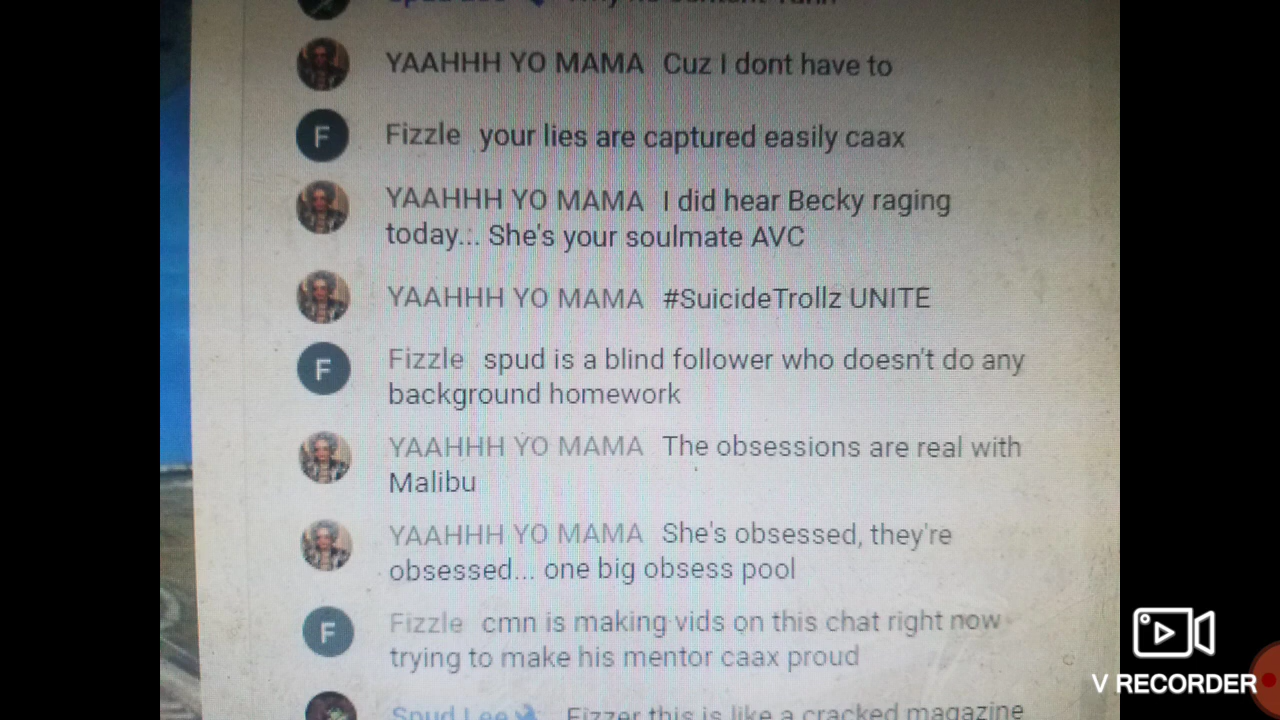 YAAHHH YO MAMA Cuz I dont have to
F Fizzle your lies are captured easily caax
YAAHHH YO MAMA I did hear Becky raging
today... She's your soulmate AVC
YAAHHH YO MAMA #SuicideTrollz UNITE
F Fizzle spud is a blind follower who doesn't do any
background homework
YAAHHH YO MAMA The obsessions are real with
Malibu
YAAHHH YO MAMA She's obsessed, they're
obsessed... one big obsess pool
F Fizzle cmn is making vids on this chat right now
trying to make his mentor caax proud
Spud Lee Fizzer this is like a cracked magazine
V RECORDER